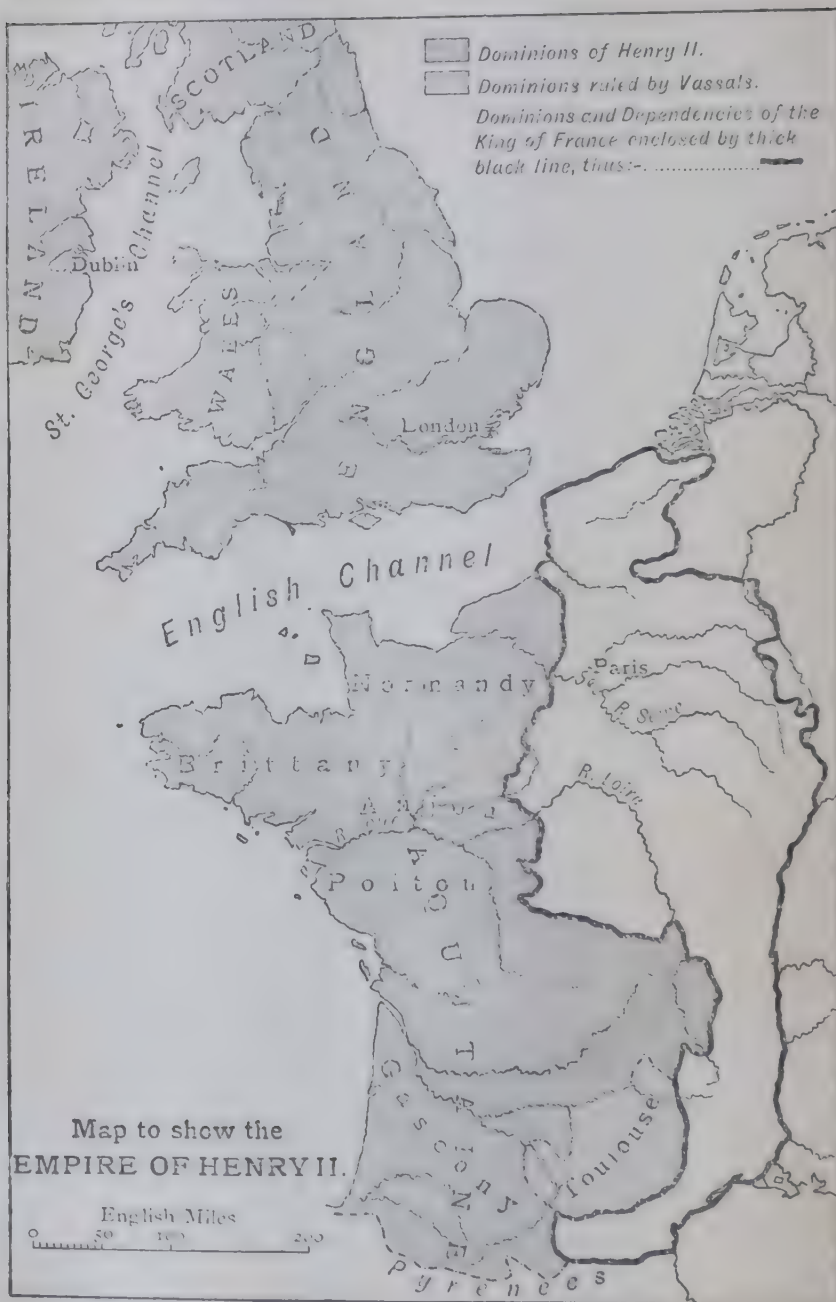 Dominions of Henry II.
Dominions ruled by Vassals.
Dominions and Dependencies of the
King of France enclosed by thick
black line, thus:-
SCOTLAND
IRELAND
St. George's Channel
Dublin
ENGLAND
WALES
London
English Channel
Normandy
Paris
R. Seine
Brittany
R. Loire
ANJOU
Poitou
AQUITAINE
Gascony
Toulouse
Pyrenees
Map to show the
EMPIRE OF HENRY II.
English Miles
0 50 100 200